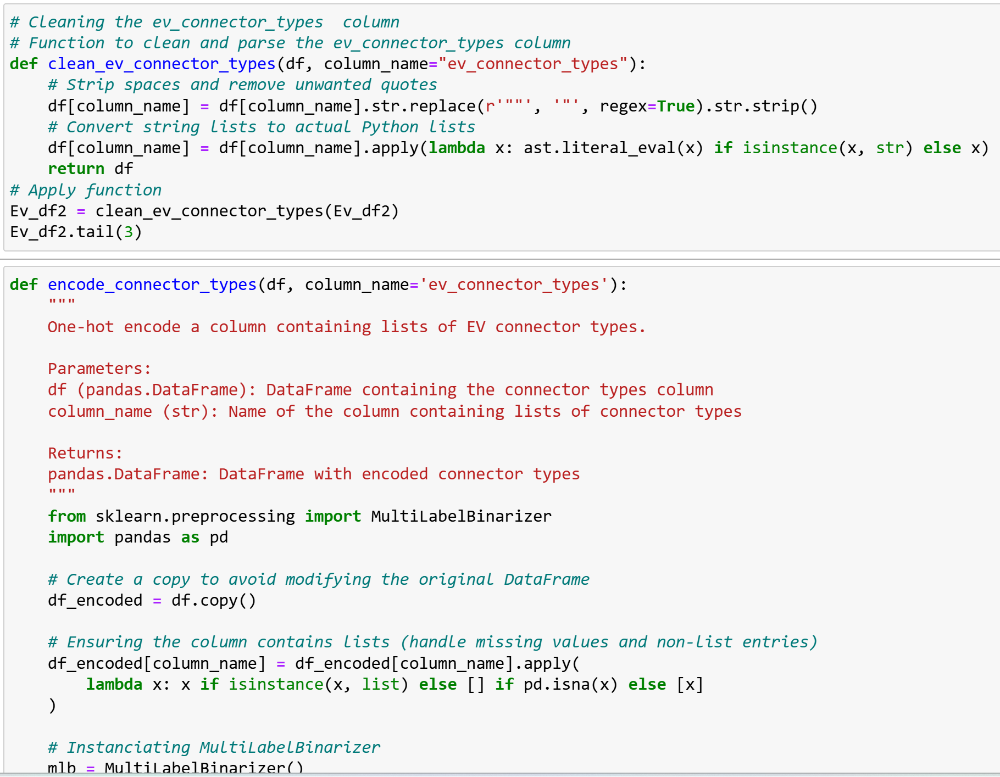 # Cleaning the ev_connector_types  column
# Function to clean and parse the ev_connector_types column
def clean_ev_connector_types(df, column_name="ev_connector_types"):
    # Strip spaces and remove unwanted quotes
    df[column_name] = df[column_name].str.replace(r'""', '"', regex=True).str.strip()
    # Convert string lists to actual Python lists
    df[column_name] = df[column_name].apply(lambda x: ast.literal_eval(x) if isinstance(x, str) else x)
    return df
# Apply function
Ev_df2 = clean_ev_connector_types(Ev_df2)
Ev_df2.tail(3)
def encode_connector_types(df, column_name='ev_connector_types'):
    """
    One-hot encode a column containing lists of EV connector types.
    Parameters:
    df (pandas.DataFrame): DataFrame containing the connector types column
    column_name (str): Name of the column containing lists of connector types
    Returns:
    pandas.DataFrame: DataFrame with encoded connector types
    """
    from sklearn.preprocessing import MultiLabelBinarizer
    import pandas as pd
    # Create a copy to avoid modifying the original DataFrame
    df_encoded = df.copy()
    # Ensuring the column contains lists (handle missing values and non-list entries)
    df_encoded[column_name] = df_encoded[column_name].apply(
        lambda x: x if isinstance(x, list) else [] if pd.isna(x) else [x]
    )
    # Instanciating MultiLabelBinarizer
    mlb = MultiLabelBinarizer()